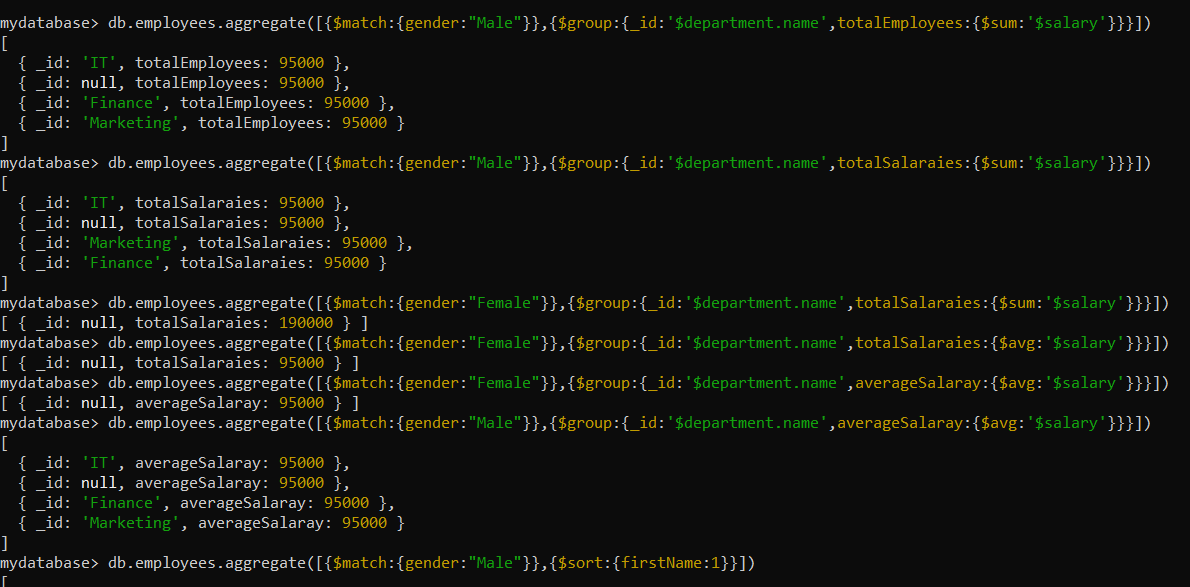 mydatabase> db.employees.aggregate([{$match:{gender:"Male"}},{$group:{_id:'$department.name',totalEmployees:{$sum:'$salary'}}}])
[
  { _id: 'IT', totalEmployees: 95000 },
  { _id: null, totalEmployees: 95000 },
  { _id: 'Finance', totalEmployees: 95000 },
  { _id: 'Marketing', totalEmployees: 95000 }
]
mydatabase> db.employees.aggregate([{$match:{gender:"Male"}},{$group:{_id:'$department.name',totalSalaraies:{$sum:'$salary'}}}])
[
  { _id: 'IT', totalSalaraies: 95000 },
  { _id: null, totalSalaraies: 95000 },
  { _id: 'Marketing', totalSalaraies: 95000 },
  { _id: 'Finance', totalSalaraies: 95000 }
]
mydatabase> db.employees.aggregate([{$match:{gender:"Female"}},{$group:{_id:'$department.name',totalSalaraies:{$sum:'$salary'}}}])
[ { _id: null, totalSalaraies: 190000 } ]
mydatabase> db.employees.aggregate([{$match:{gender:"Female"}},{$group:{_id:'$department.name',totalSalaraies:{$avg:'$salary'}}}])
[ { _id: null, totalSalaraies: 95000 } ]
mydatabase> db.employees.aggregate([{$match:{gender:"Female"}},{$group:{_id:'$department.name',averageSalaray:{$avg:'$salary'}}}])
[ { _id: null, averageSalaray: 95000 } ]
mydatabase> db.employees.aggregate([{$match:{gender:"Male"}},{$group:{_id:'$department.name',averageSalaray:{$avg:'$salary'}}}])
[
  { _id: 'IT', averageSalaray: 95000 },
  { _id: null, averageSalaray: 95000 },
  { _id: 'Finance', averageSalaray: 95000 },
  { _id: 'Marketing', averageSalaray: 95000 }
]
mydatabase> db.employees.aggregate([{$match:{gender:"Male"}},{$sort:{firstName:1}}])
[